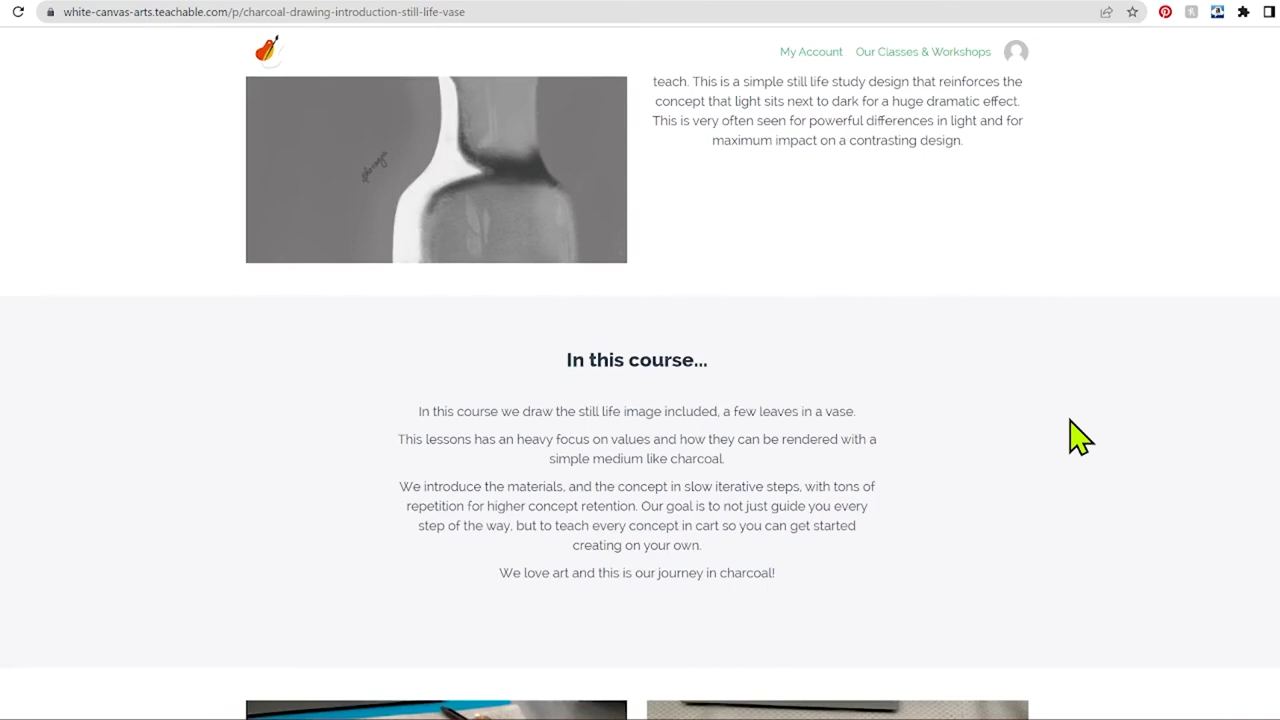 white-canvas-arts.teachable.com/p/charcoal-drawing-introduction-still-life-vase
My Account Our Classes & Workshops
teach. This is a simple still life study design that reinforces the
concept that light sits next to dark for a huge dramatic effect.
This is very often seen for powerful differences in light and for
maximum impact on a contrasting design.
In this course...
In this course we draw the still life image included, a few leaves in a vase.
This lessons has an heavy focus on values and how they can be rendered with a
simple medium like charcoal.
We introduce the materials, and the concept in slow iterative steps, with tons of
repetition for higher concept retention. Our goal is to not just guide you every
step of the way, but to teach every concept in cart so you can get started
creating on your own.
We love art and this is our journey in charcoal!